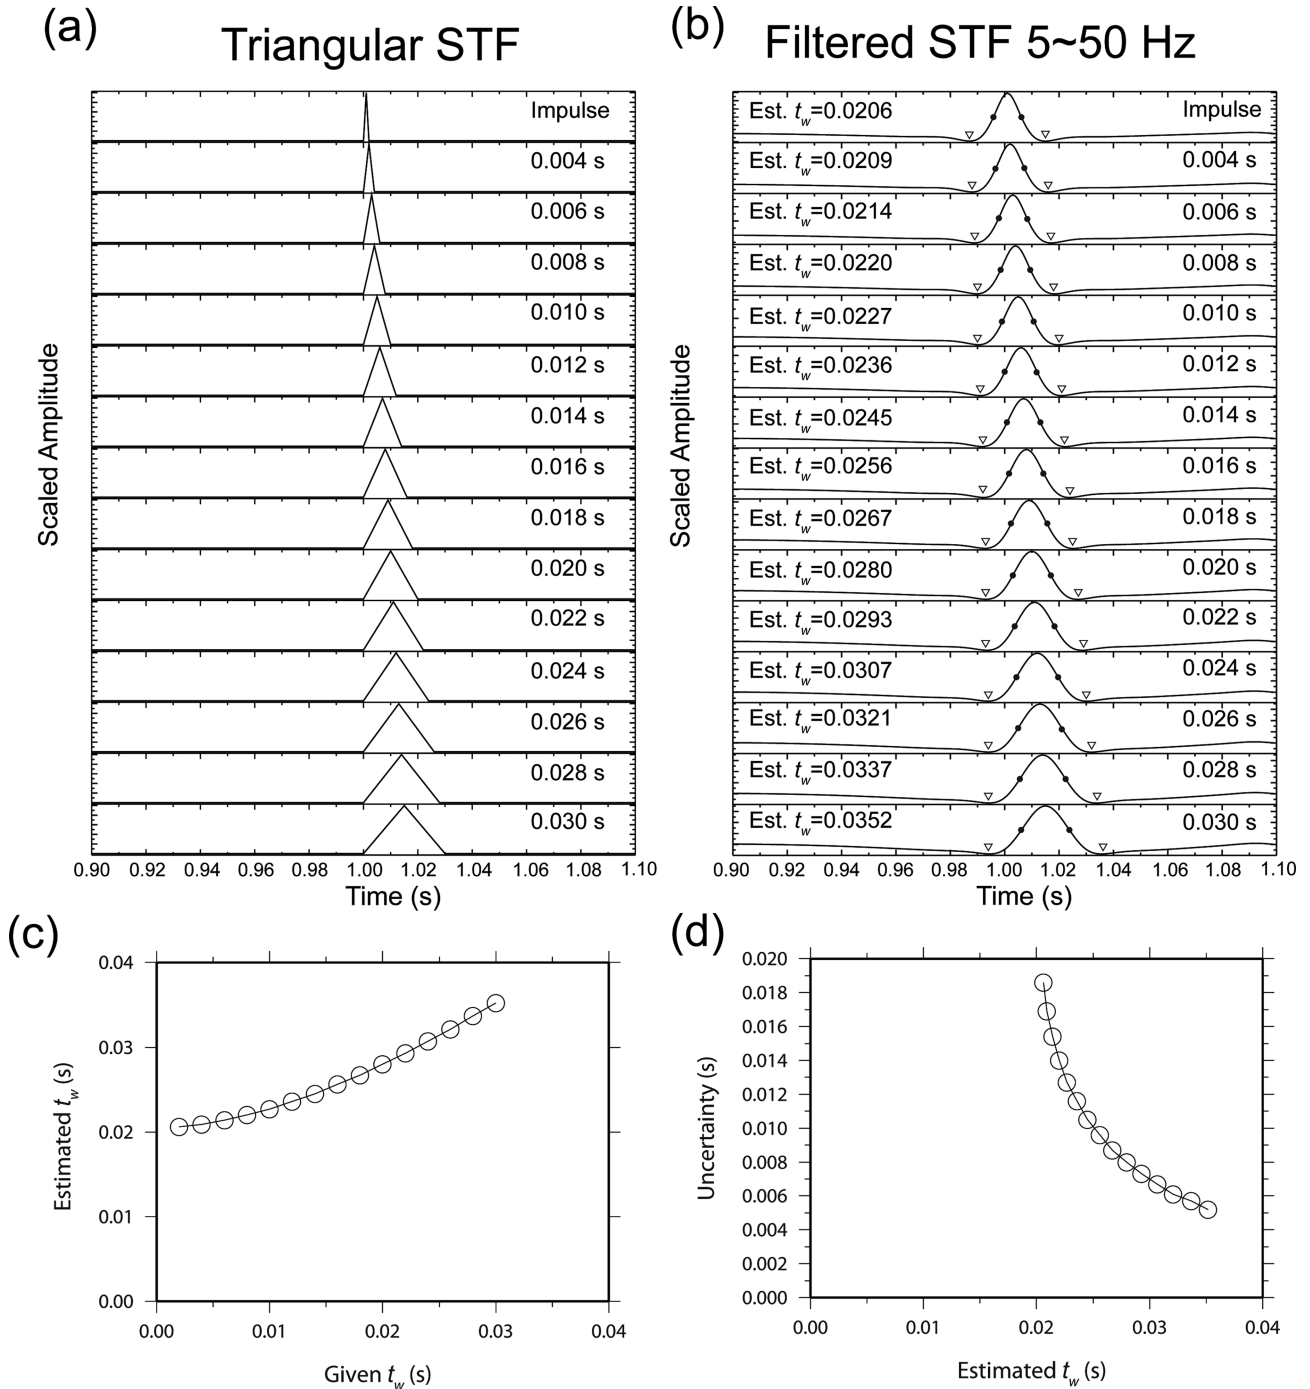 (a)
Triangular STF
Impulse
0.004 s
0.006 s
0.008 s
0.010 s
0.012 s
0.014 s
0.016 s
0.018 s
0.020 s
0.022 s
0.024 s
0.026 s
0.028 s
0.030 s
Scaled Amplitude
0.90 0.92 0.94 0.96 0.98 1.00 1.02 1.04 1.06 1.08 1.10
Time (s)
(b)
Filtered STF 5~50 Hz
Est. tw=0.0206 Impulse
Est. tw=0.0209 0.004 s
Est. tw=0.0214 0.006 s
Est. tw=0.0220 0.008 s
Est. tw=0.0227 0.010 s
Est. tw=0.0236 0.012 s
Est. tw=0.0245 0.014 s
Est. tw=0.0256 0.016 s
Est. tw=0.0267 0.018 s
Est. tw=0.0280 0.020 s
Est. tw=0.0293 0.022 s
Est. tw=0.0307 0.024 s
Est. tw=0.0321 0.026 s
Est. tw=0.0337 0.028 s
Est. tw=0.0352 0.030 s
Scaled Amplitude
0.90 0.92 0.94 0.96 0.98 1.00 1.02 1.04 1.06 1.08 1.10
Time (s)
(c)
0.04
0.03
0.02
0.01
0.00
Estimated tw (s)
0.00 0.01 0.02 0.03 0.04
Given tw (s)
(d)
0.020
0.018
0.016
0.014
0.012
0.010
0.008
0.006
0.004
0.002
0.000
Uncertainty (s)
0.00 0.01 0.02 0.03 0.04
Estimated tw (s)